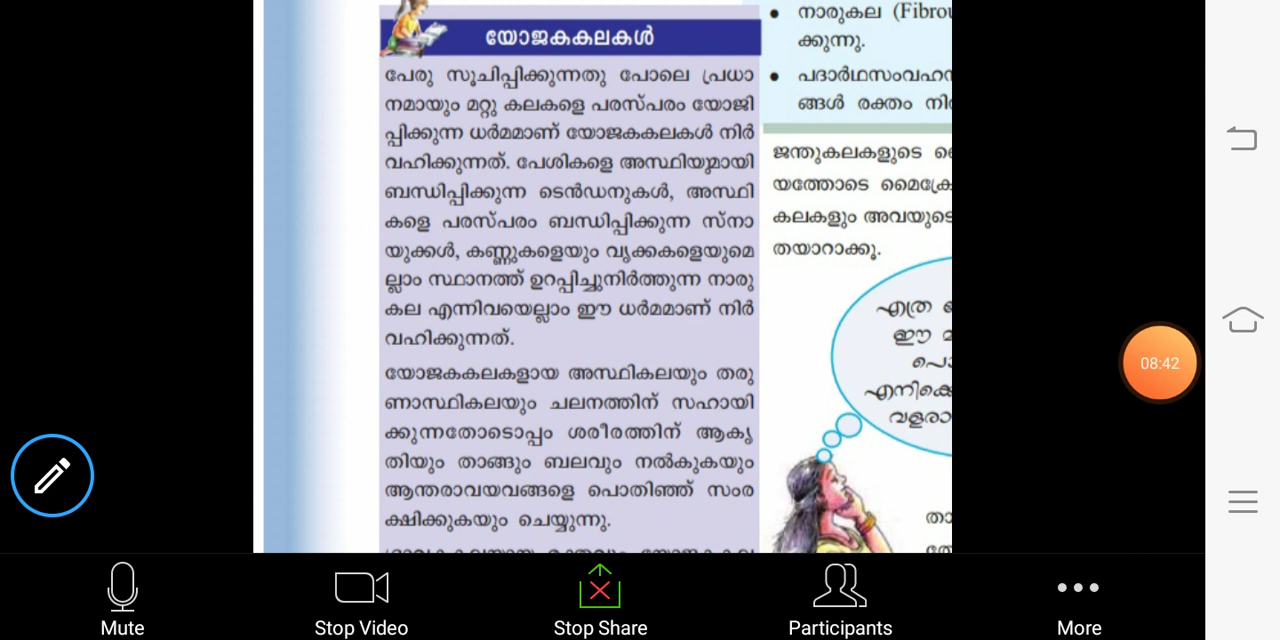 യോജകകലകൾ
പേരു സൂചിപ്പിക്കുന്നതു പോലെ പ്രധാ
നമായും മറ്റു കലകളെ പരസ്പരം യോജി
പ്പിക്കുന്ന ധർമമാണ് യോജകകലകൾ നിർ
വഹിക്കുന്നത്. പേശികളെ അസ്ഥിയുമായി
ബന്ധിപ്പിക്കുന്ന ടെൻഡനുകൾ, അസ്ഥി
കളെ പരസ്പരം ബന്ധിപ്പിക്കുന്ന സ്നാ
യുക്കൾ, കണ്ണുകളെയും വൃക്കകളെയുമെ
ല്ലാം സ്ഥാനത്ത് ഉറപ്പിച്ചുനിർത്തുന്ന നാരു
കല എന്നിവയെല്ലാം ഈ ധർമമാണ് നിർ
വഹിക്കുന്നത്.
യോജകകലകളായ അസ്ഥികലയും തരു
ണാസ്ഥികലയും ചലനത്തിന് സഹായി
ക്കുന്നതോടൊപ്പം ശരീരത്തിന് ആകൃ
തിയും താങ്ങും ബലവും നൽകുകയും
ആന്തരാവയവങ്ങളെ പൊതിഞ്ഞ് സംര
ക്ഷിക്കുകയും ചെയ്യുന്നു.
• നാരുകല (Fibrou
ക്കുന്നു.
• പദാർഥസംവഹന
ങ്ങൾ രക്തം നിർ
ജന്തുകലകളുടെ
യത്തോടെ മൈക്രോ
കലകളും അവയുടെ
തയാറാക്കൂ.
എത്ര
ഈ
പൊ
എനിക്കെ
വളരാ
താ
08:42
Mute
Stop Video
Stop Share
Participants
More